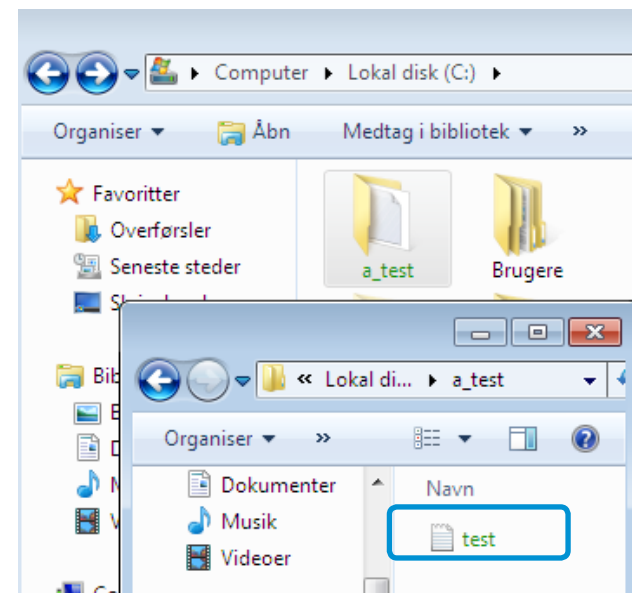 Computer Lokal disk (C:)
Organiser Åbn Medtag i bibliotek »
Favoritter
Overførsler
Seneste steder
a_test Brugere
« Lokal di... a_test
Organiser »
Dokumenter
Musik
Videoer
Navn
test